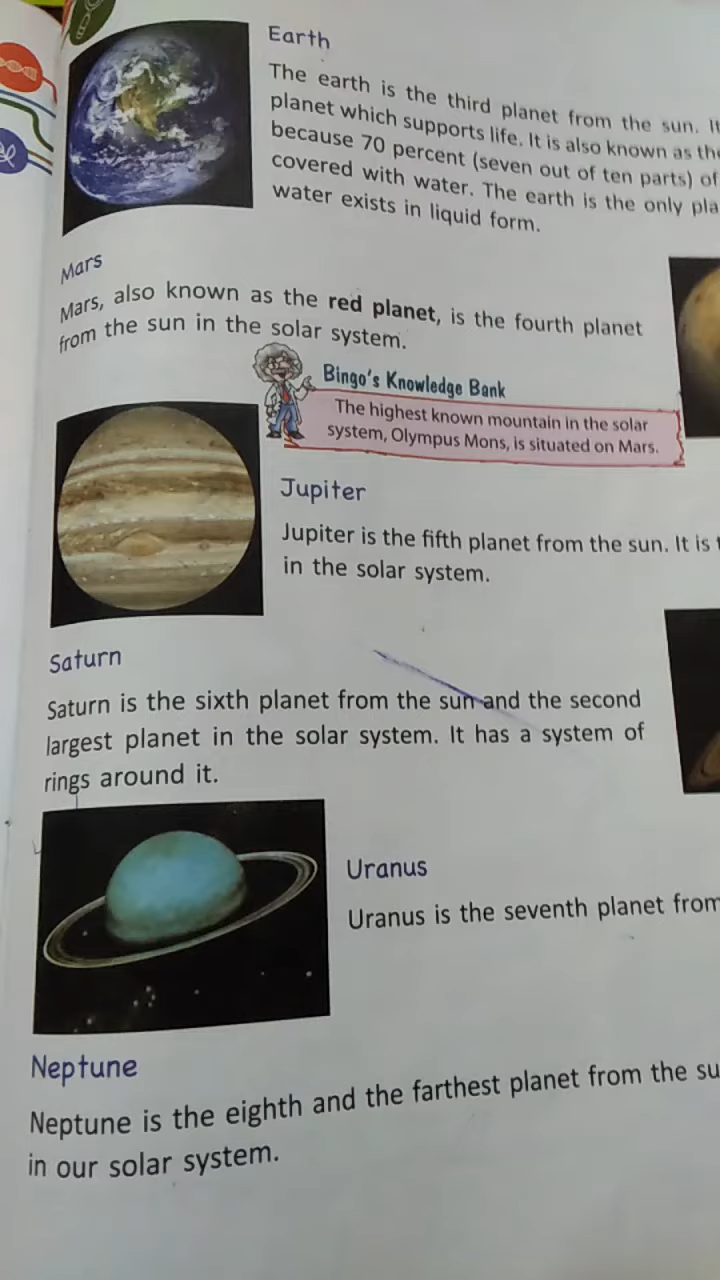 Earth
The earth is the third planet from the sun. It
planet which supports life. It is also known as the
because 70 percent (seven out of ten parts) of
covered with water. The earth is the only
water exists in liquid form.
Mars
Mars, also known as the red planet, is the fourth planet
from the sun in the solar system.
Bingo's Knowledge Bank
The highest known mountain in the solar
system, Olympus Mons, is situated on Mars.
Jupiter
Jupiter is the fifth planet from the sun. It is
in the solar system.
Saturn
Saturn is the sixth planet from the sun and the second
largest planet in the solar system. It has a system of
rings around it.
Uranus
Uranus is the seventh planet from
Neptune
Neptune is the eighth and the farthest planet from the
in our solar system.